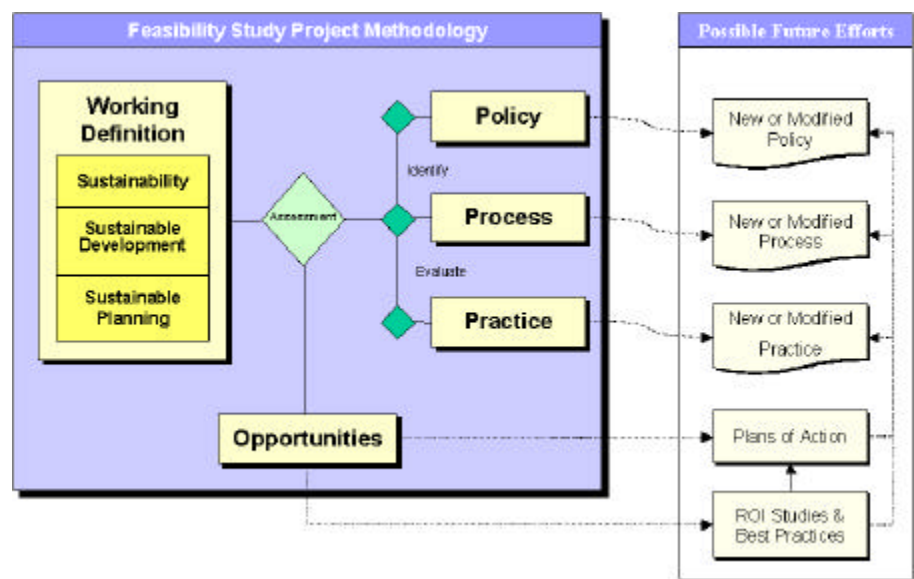 Feasibility Study Project Methodology
Working
Definition
Sustainability
Sustainable
Development
Sustainable
Planning
Assessment
Identify
Evaluate
Policy
Process
Practice
Opportunities
Possible Future Efforts
New or Modified
Policy
New or Modified
Process
New or Modified
Practice
Plans of Action
ROI Studies &
Best Practices